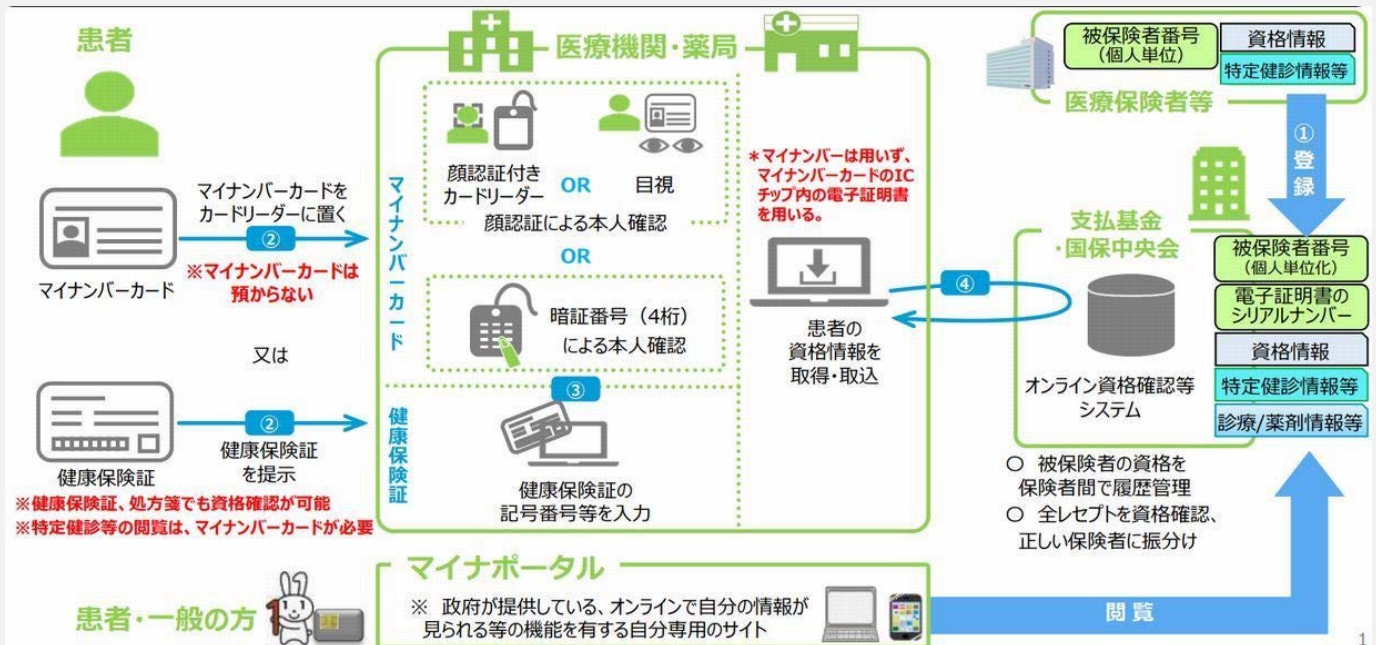 患者
マイナンバーカードを
カードリーダーに置く
②
※マイナンバーカードは
預からない
マイナンバーカード
又は
②
健康保険証
を提示
健康保険証
※健康保険証、処方箋でも資格確認が可能
※特定健診等の閲覧は、マイナンバーカードが必要
医療機関・薬局
マイナンバーカード
顔認証付き
カードリーダー
OR
目視
顔認証による本人確認
OR
暗証番号（4桁）
による本人確認
健康保険証
③
健康保険証の
記号番号等を入力
＊マイナンバーは用いず、
マイナンバーカードのIC
チップ内の電子証明書
を用いる。
患者の
資格情報を
取得・取込
④
被保険者番号
（個人単位）
資格情報
特定健診情報等
医療保険者等
①
登録
支払基金
・国保中央会
オンライン資格確認等
システム
被保険者番号
（個人単位化）
電子証明書の
シリアルナンバー
資格情報
特定健診情報等
診療/薬剤情報等
○ 被保険者の資格を
保険者間で履歴管理
○ 全レセプトを資格確認、
正しい保険者に振分け
患者・一般の方
マイナポータル
※ 政府が提供している、オンラインで自分の情報が
見られる等の機能を有する自分専用のサイト
閲覧
1